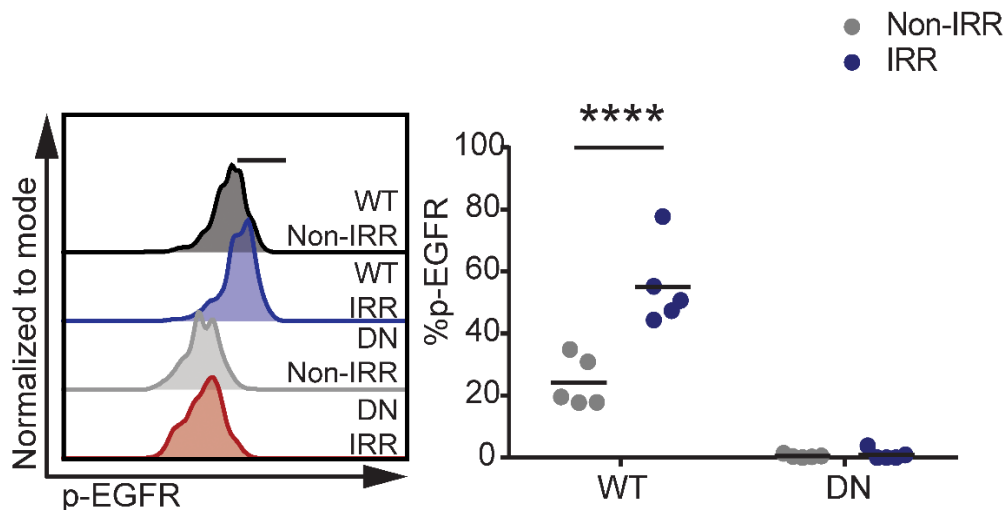 Non-IRR
IRR
****
Normalized to mode
WT
Non-IRR
WT
IRR
DN
Non-IRR
DN
IRR
p-EGFR
%p-EGFR
100
80
60
40
20
0
WT
DN